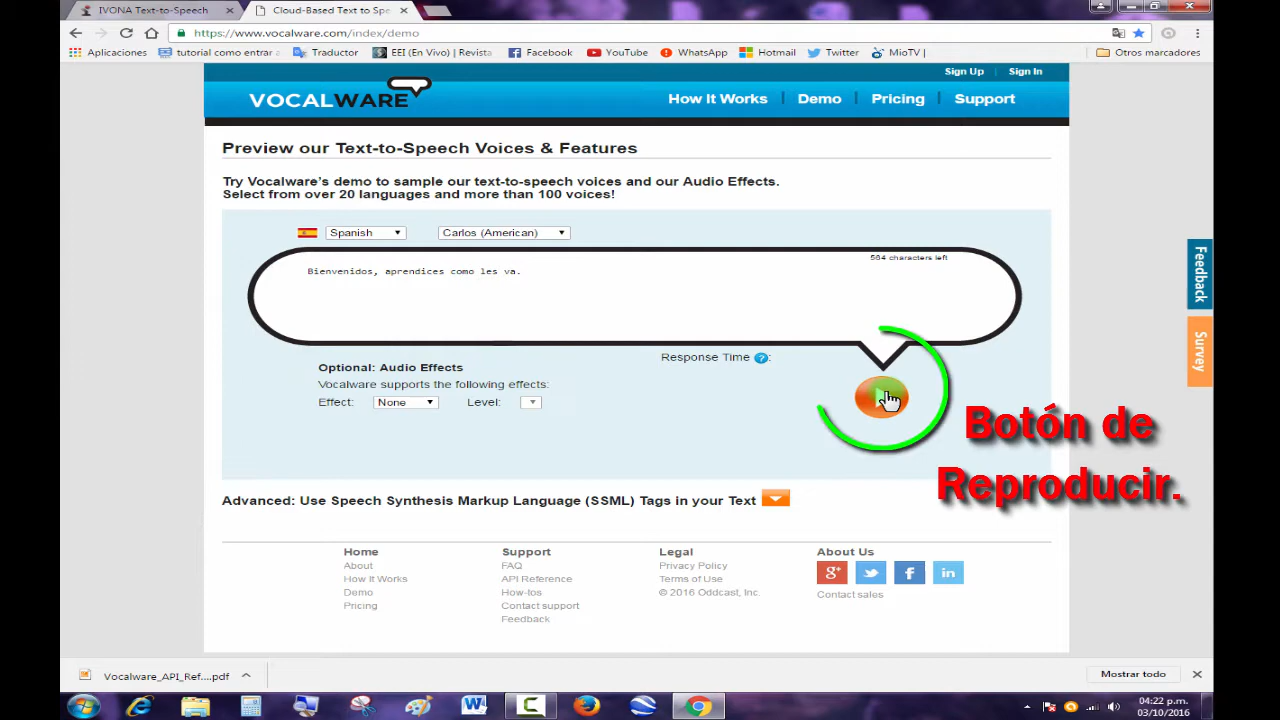 IVONA Text-to-Speech
Cloud-Based Text to Spe
https://www.vocalware.com/index/demo
Aplicaciones
tutorial como entrar
Traductor
EEI (En Vivo) | Revista
Facebook
YouTube
WhatsApp
Hotmail
Twitter
MioTV |
Otros marcadores
Sign Up
Sign In
VOCALWARE
How It Works
Demo
Pricing
Support
Preview our Text-to-Speech Voices & Features
Try Vocalware's demo to sample our text-to-speech voices and our Audio Effects.
Select from over 20 languages and more than 100 voices!
Spanish
Carlos (American)
564 characters left
Bienvenidos, aprendices como les va.
Feedback
Survey
Response Time ?:
Optional: Audio Effects
Vocalware supports the following effects:
Effect:
None
Level:
Botón de
Reproducir.
Advanced: Use Speech Synthesis Markup Language (SSML) Tags in your Text
Home
About
How It Works
Demo
Pricing
Support
FAQ
API Reference
How-tos
Contact support
Feedback
Legal
Privacy Policy
Terms of Use
© 2016 Oddcast, Inc.
About Us
Contact sales
Vocalware_API_Ref....pdf
Mostrar todo
04:22 p.m.
03/10/2016